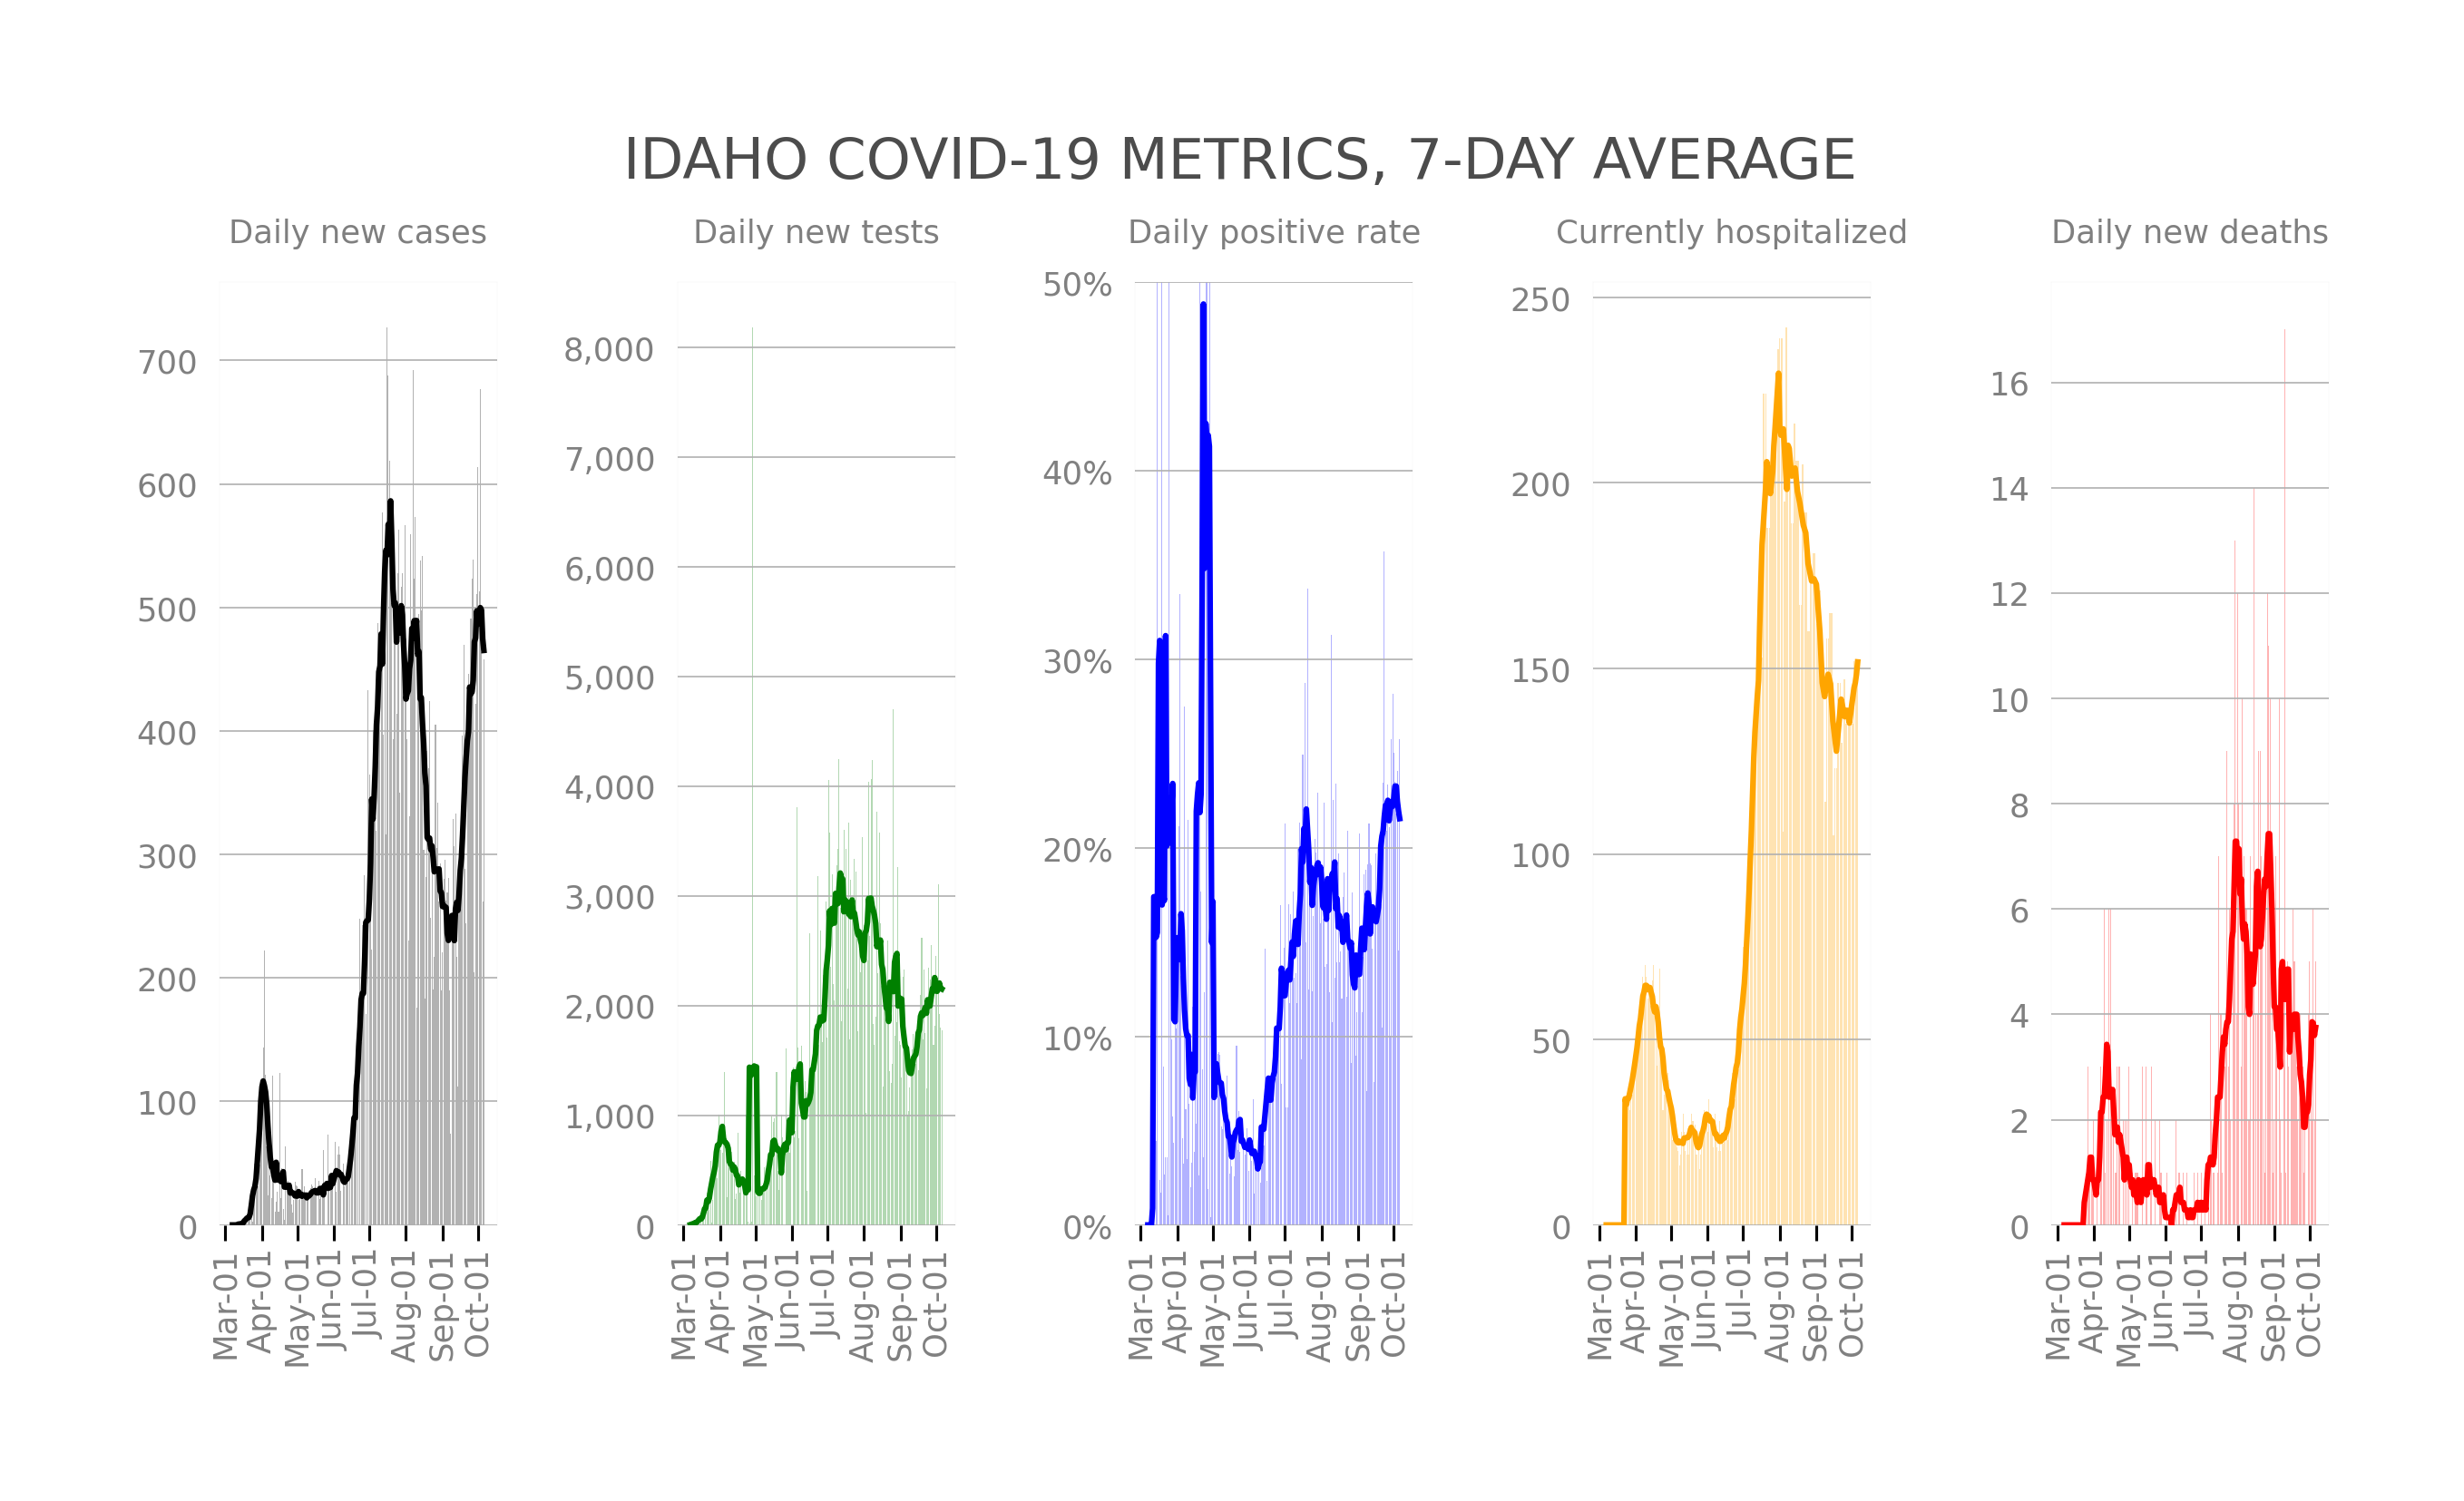 IDAHO COVID-19 METRICS, 7-DAY AVERAGE
Daily new cases
700
600
500
400
300
200
100
0
Mar-01
Apr-01
May-01
Jun-01
Jul-01
Aug-01
Sep-01
Oct-01
Daily new tests
8,000
7,000
6,000
5,000
4,000
3,000
2,000
1,000
0
Mar-01
Apr-01
May-01
Jun-01
Jul-01
Aug-01
Sep-01
Oct-01
Daily positive rate
50%
40%
30%
20%
10%
0%
Mar-01
Apr-01
May-01
Jun-01
Jul-01
Aug-01
Sep-01
Oct-01
Currently hospitalized
250
200
150
100
50
0
Mar-01
Apr-01
May-01
Jun-01
Jul-01
Aug-01
Sep-01
Oct-01
Daily new deaths
16
14
12
10
8
6
4
2
0
Mar-01
Apr-01
May-01
Jun-01
Jul-01
Aug-01
Sep-01
Oct-01